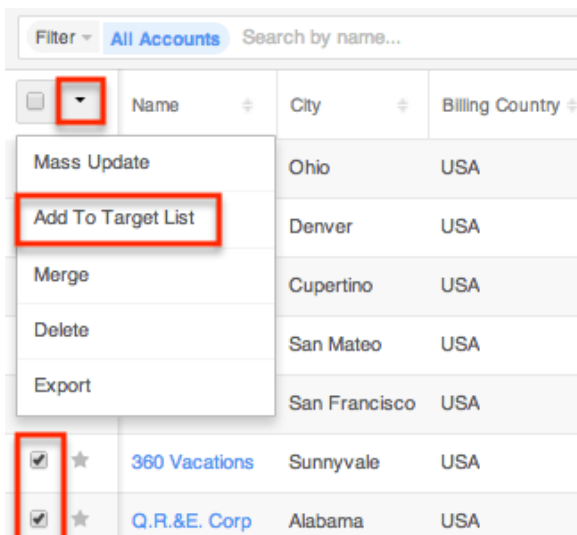 Filter All Accounts Search by name...
Name City Billing Country
Mass Update
Ohio USA
Add To Target List
Denver USA
Merge
Cupertino USA
Delete
San Mateo USA
Export
San Francisco USA
360 Vacations Sunnyvale USA
Q.R.&E. Corp Alabama USA